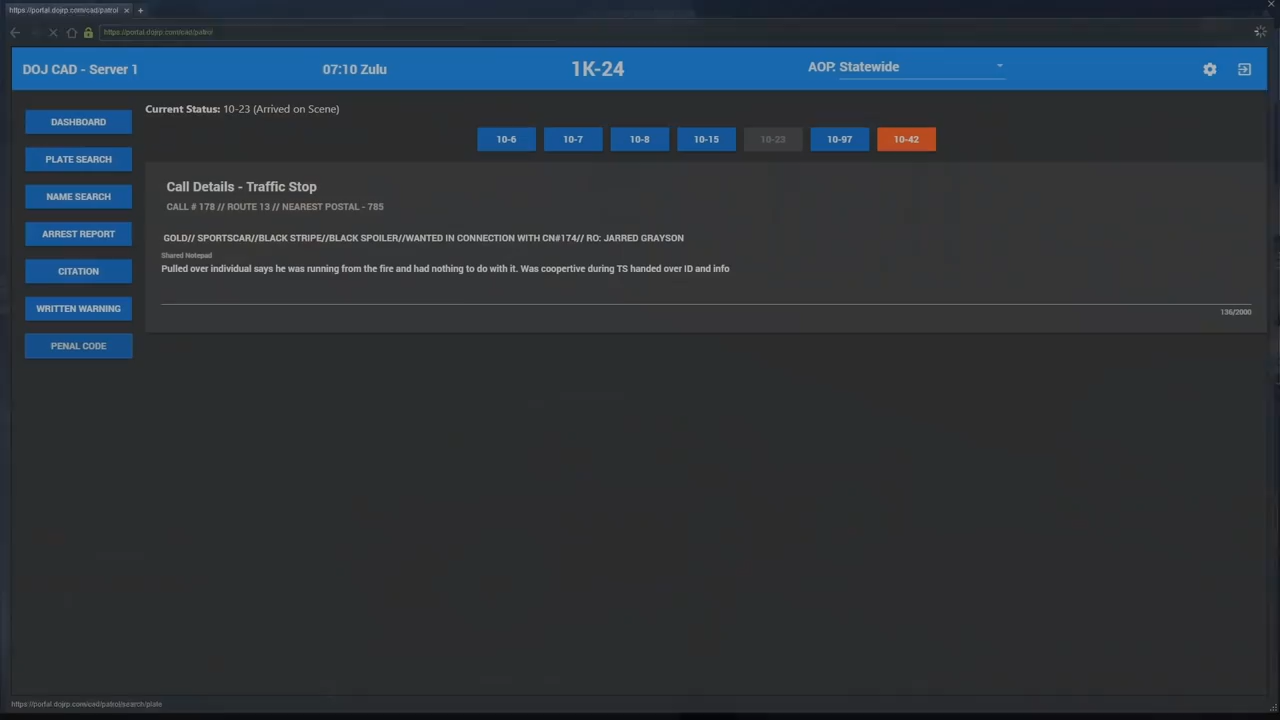 https://portal.dojrp.com/cad/patrol
https://portal.dojrp.com/cad/patrol
DOJ CAD - Server 1
07:10 Zulu
1K-24
AOP: Statewide
Current Status: 10-23 (Arrived on Scene)
DASHBOARD
PLATE SEARCH
NAME SEARCH
ARREST REPORT
CITATION
WRITTEN WARNING
PENAL CODE
10-6
10-7
10-8
10-15
10-23
10-97
10-42
Call Details - Traffic Stop
CALL # 178 // ROUTE 13 // NEAREST POSTAL - 785
GOLD// SPORTSCAR//BLACK STRIPE//BLACK SPOILER//WANTED IN CONNECTION WITH CN#174// RO: JARRED GRAYSON
Shared Notepad
Pulled over individual says he was running from the fire and had nothing to do with it. Was coopertive during TS handed over ID and info
136/2000
https://portal.dojrp.com/cad/patrol/search/plate